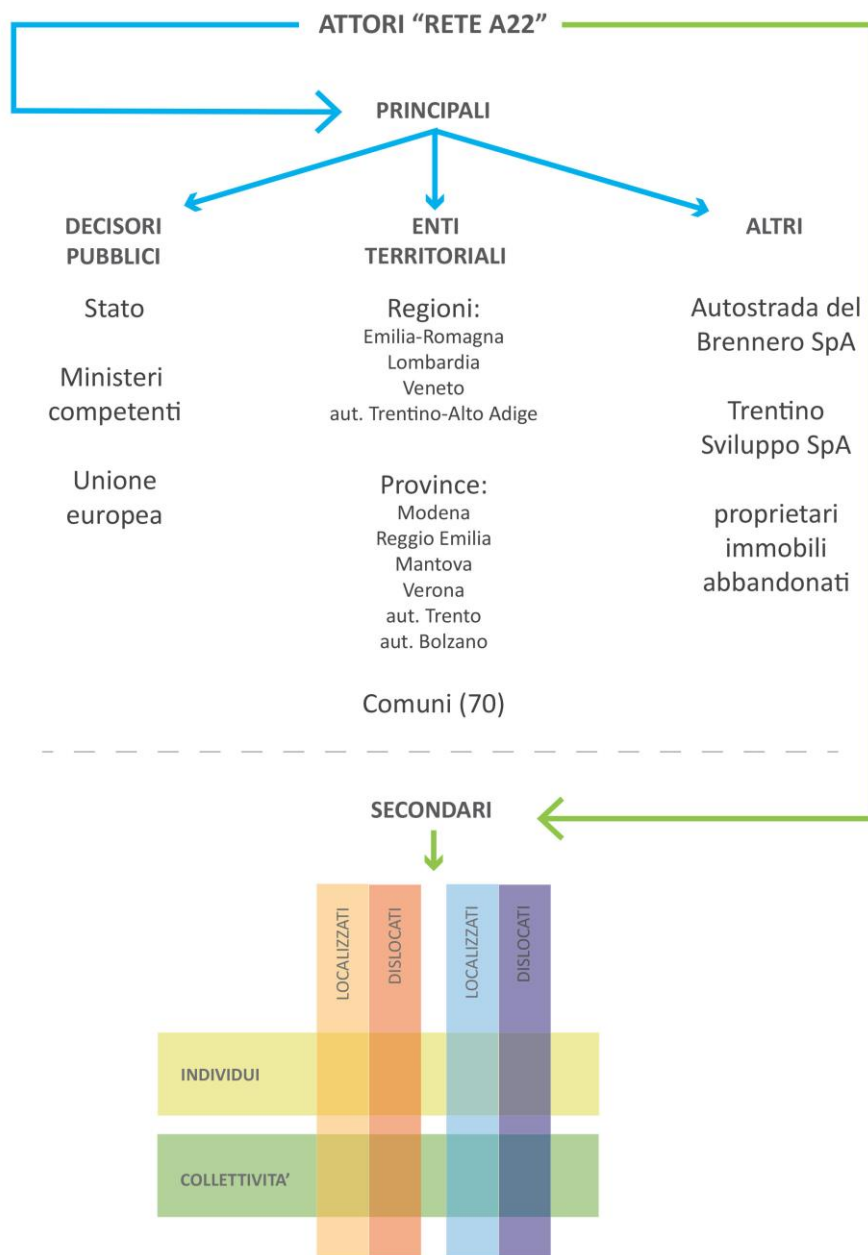 ATTORI “RETE A22”
PRINCIPALI
DECISORI
PUBBLICI
Stato
Ministeri
competenti
Unione
europea
ENTI
TERRITORIALI
Regioni:
Emilia-Romagna
Lombardia
Veneto
aut. Trentino-Alto Adige
Province:
Modena
Reggio Emilia
Mantova
Verona
aut. Trento
aut. Bolzano
Comuni (70)
ALTRI
Autostrada del
Brennero SpA
Trentino
Sviluppo SpA
proprietari
immobili
abbandonati
SECONDARI
LOCALIZZATI
DISLOCATI
LOCALIZZATI
DISLOCATI
INDIVIDUI
COLLETTIVITA’